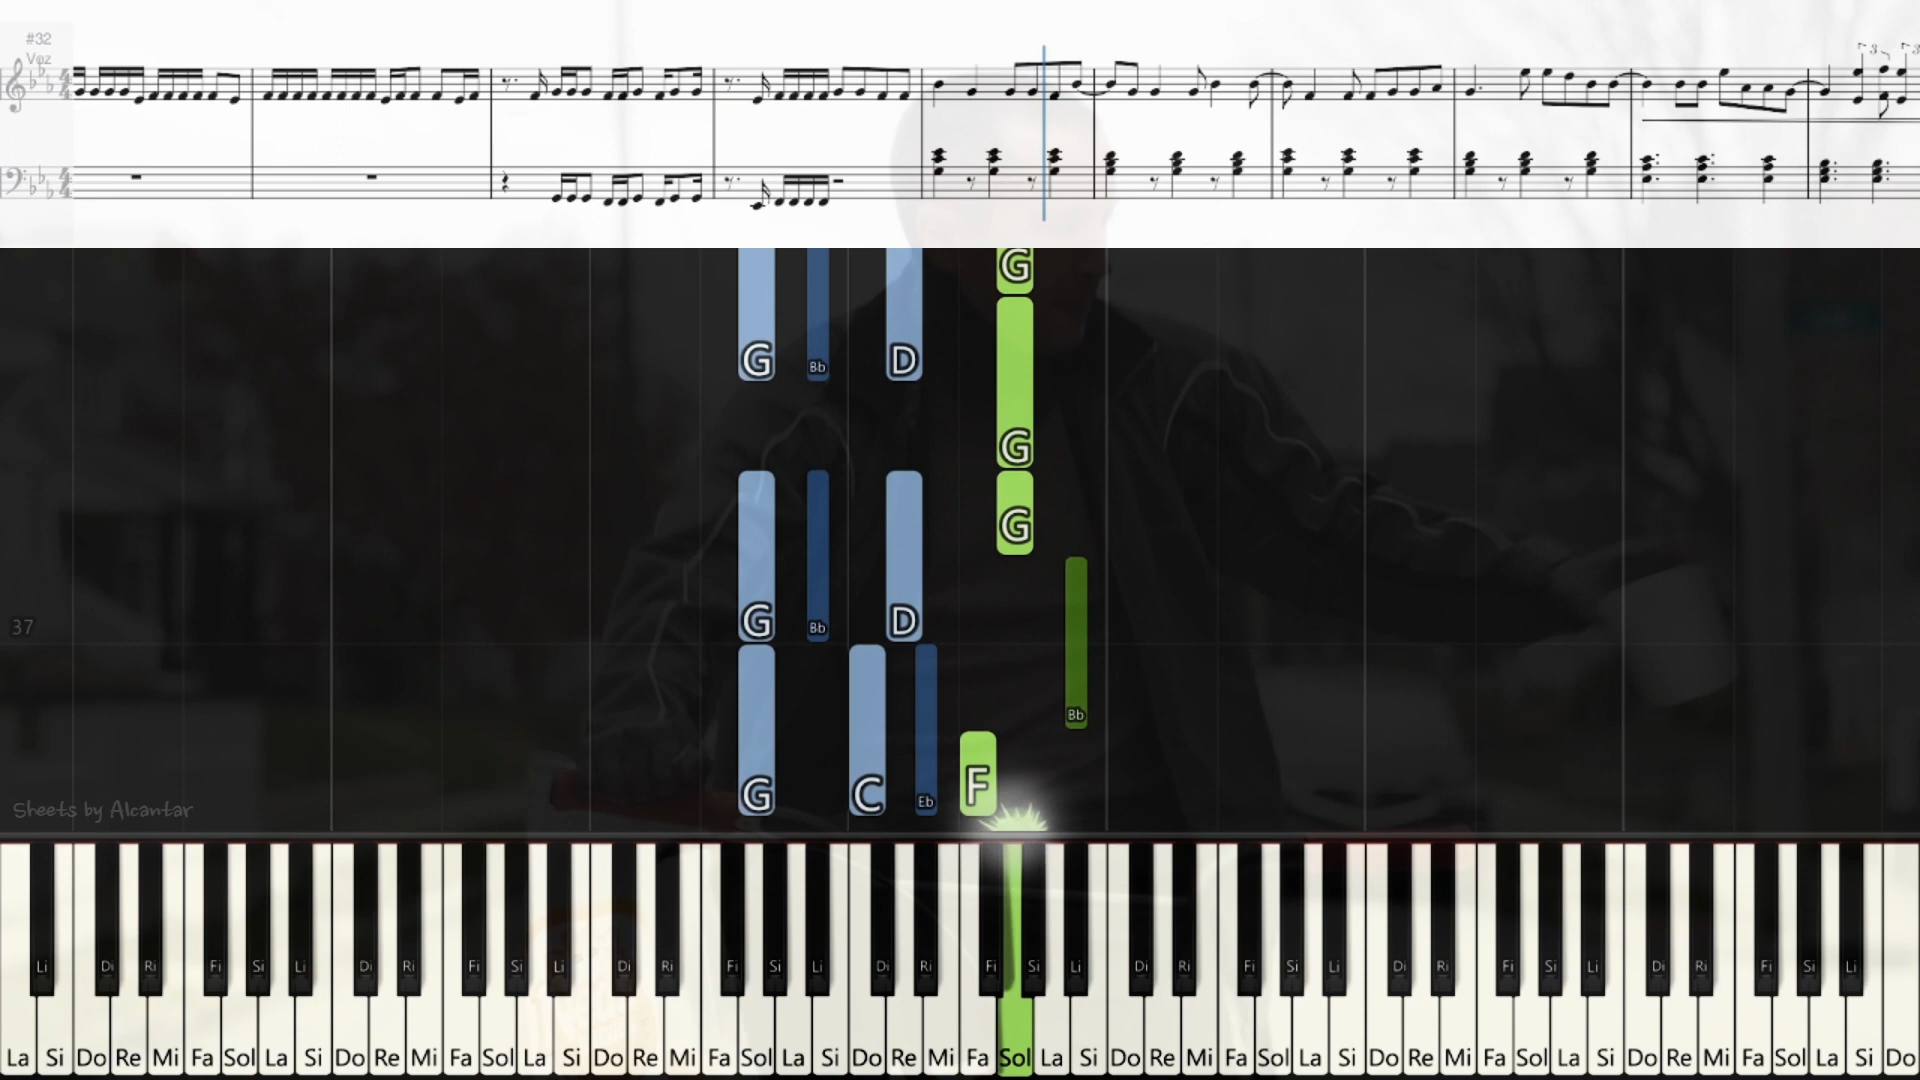 #32
Voz
3 3
G
G Bb D G
G
G Bb D
37
Bb
G C Eb F
Sheets by Alcantar
Li Di Ri Fi Si Li Di Ri Fi Si Li Di Ri Fi Si Li Di Ri Fi Si Li Di Ri Fi Si Li Di Ri Fi Si Li Di Ri Fi Si Li
La Si Do Re Mi Fa Sol La Si Do Re Mi Fa Sol La Si Do Re Mi Fa Sol La Si Do Re Mi Fa Sol La Si Do Re Mi Fa Sol La Si Do Re Mi Fa Sol La Si Do Re Mi Fa Sol La Si Do